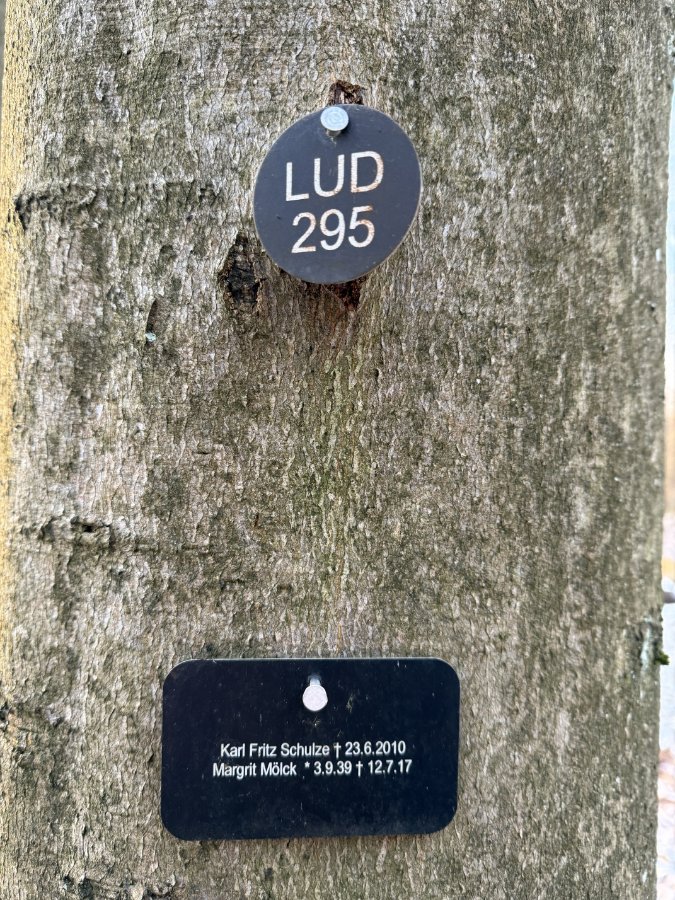 LUD
295
Karl Fritz Schulze † 23.6.2010
Margrit Mölck * 3.9.39 † 12.7.17